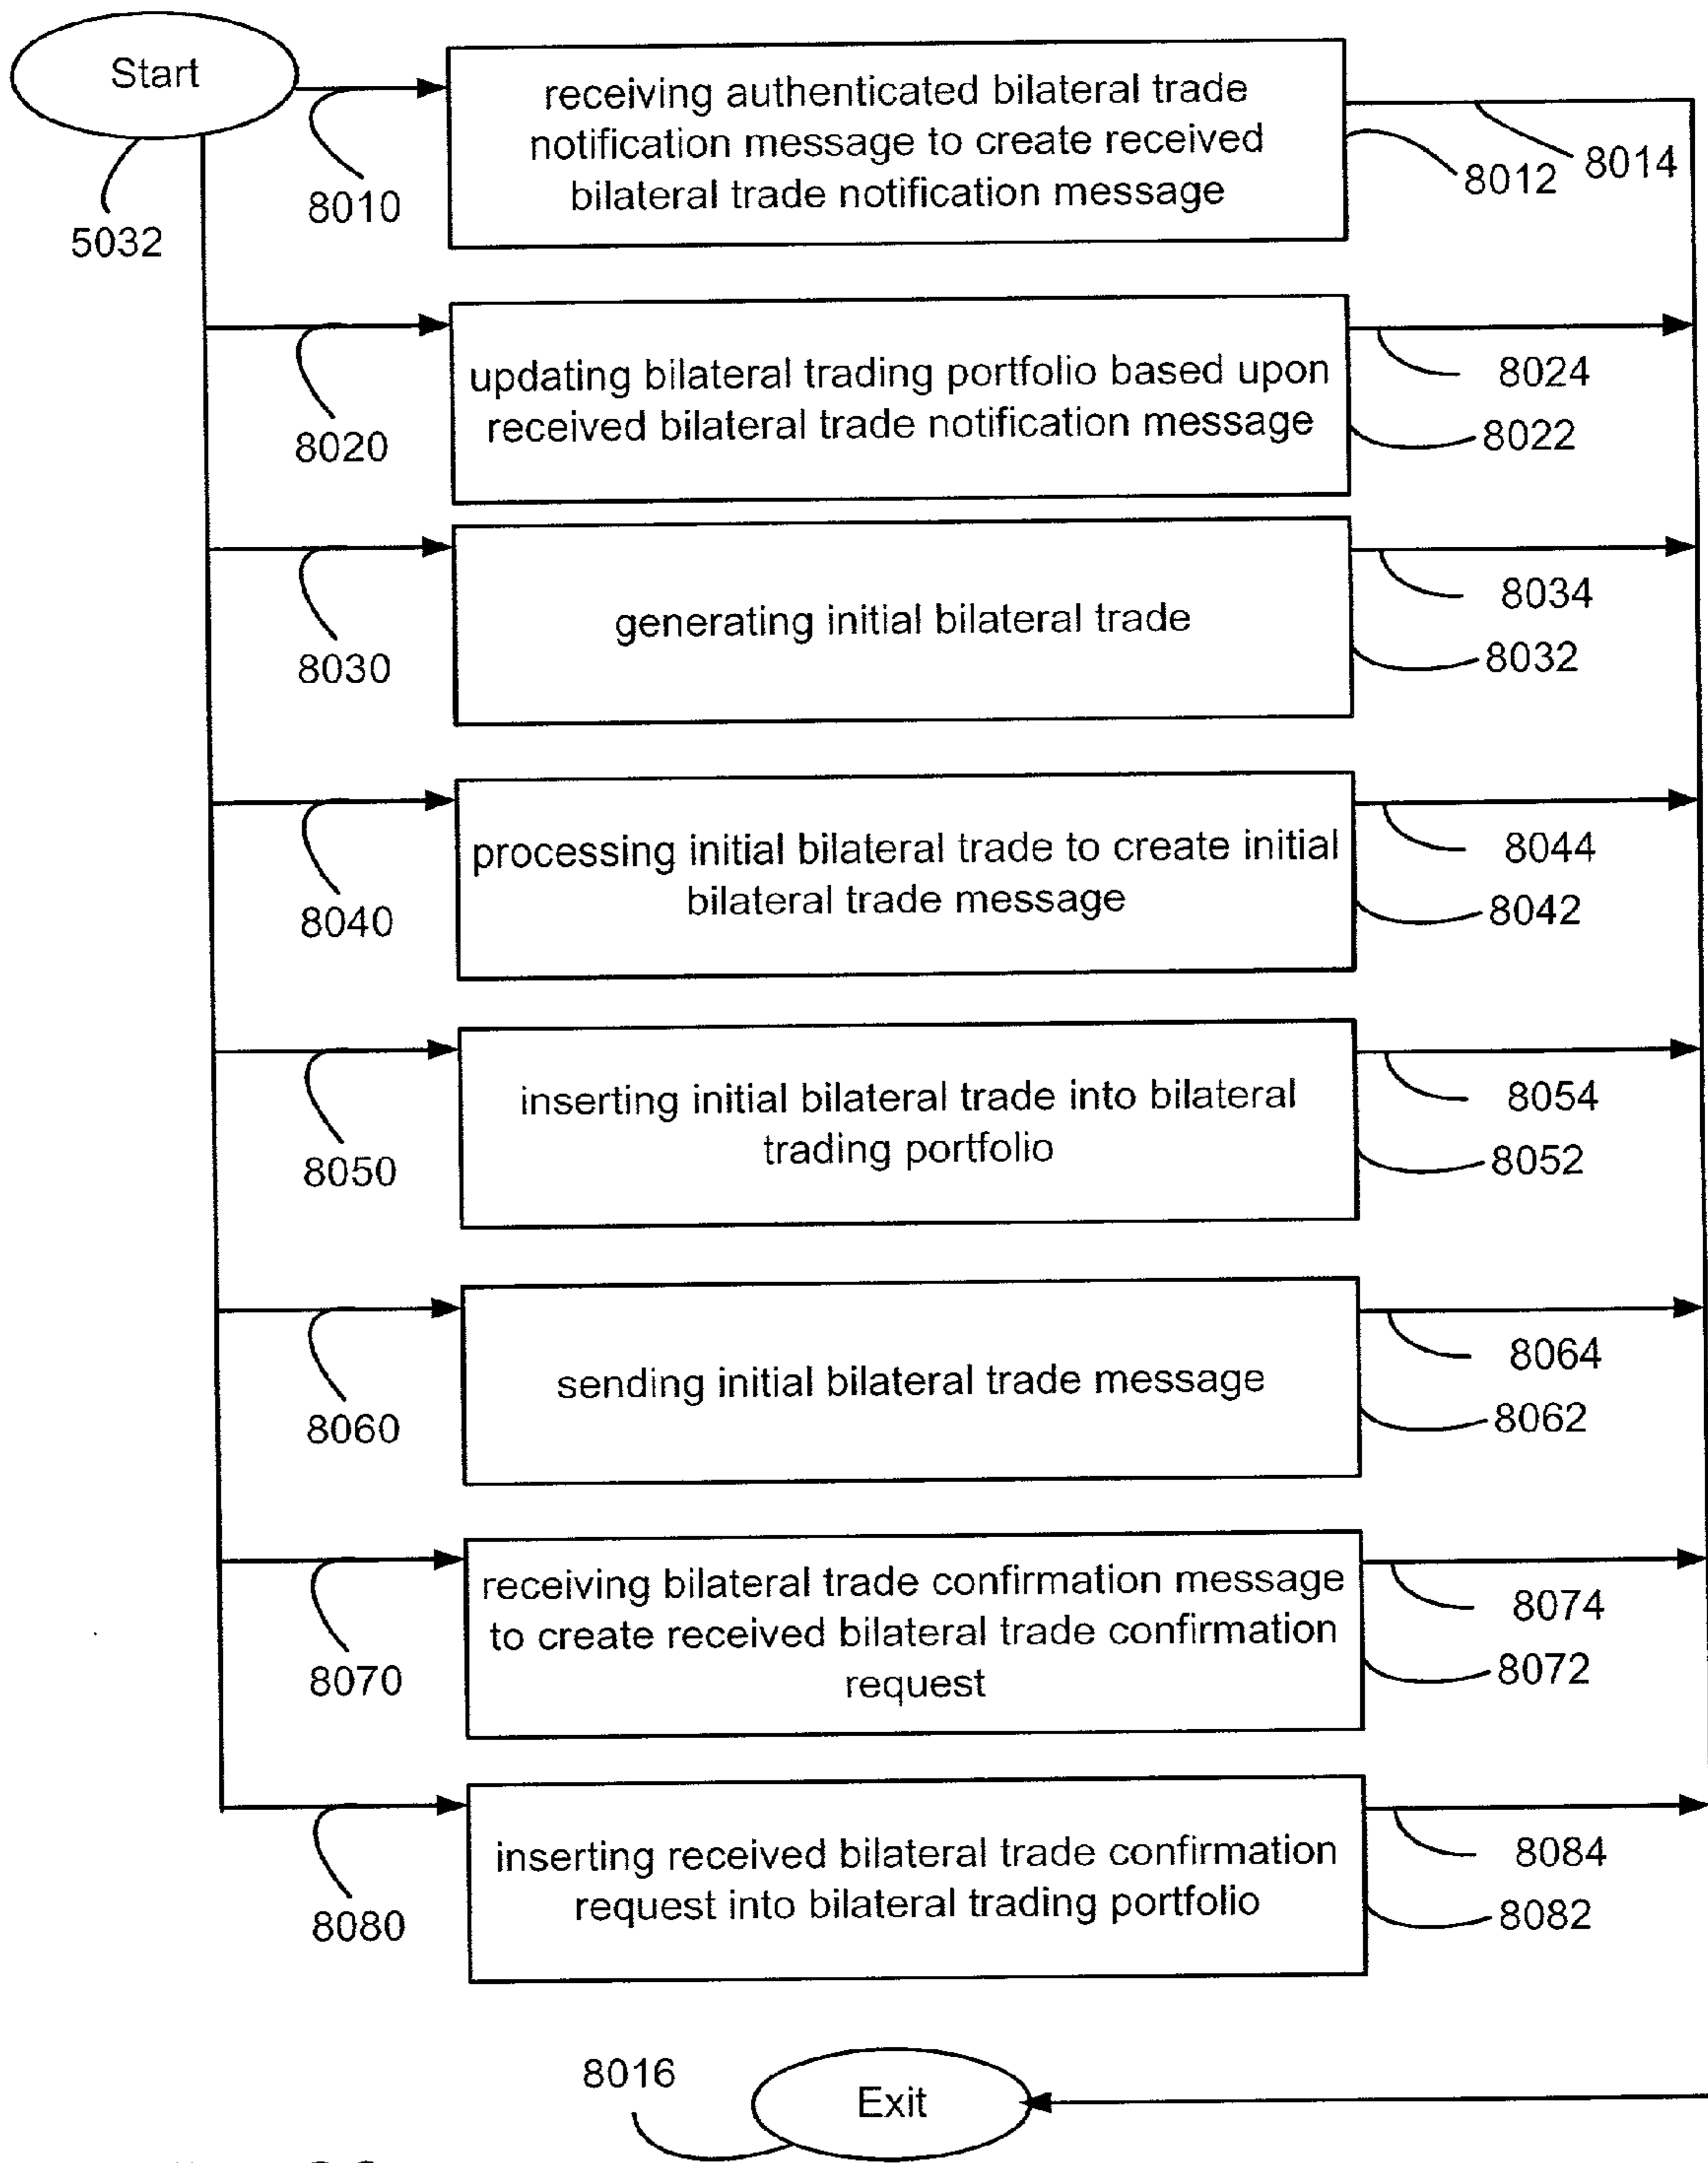 Start
5032
8010
receiving authenticated bilateral trade
notification message to create received
bilateral trade notification message
8012
8014
8020
updating bilateral trading portfolio based upon
received bilateral trade notification message
8024
8022
8030
generating initial bilateral trade
8034
8032
8040
processing initial bilateral trade to create initial
bilateral trade message
8044
8042
8050
inserting initial bilateral trade into bilateral
trading portfolio
8054
8052
8060
sending initial bilateral trade message
8064
8062
8070
receiving bilateral trade confirmation message
to create received bilateral trade confirmation
request
8074
8072
8080
inserting received bilateral trade confirmation
request into bilateral trading portfolio
8084
8082
8016
Exit